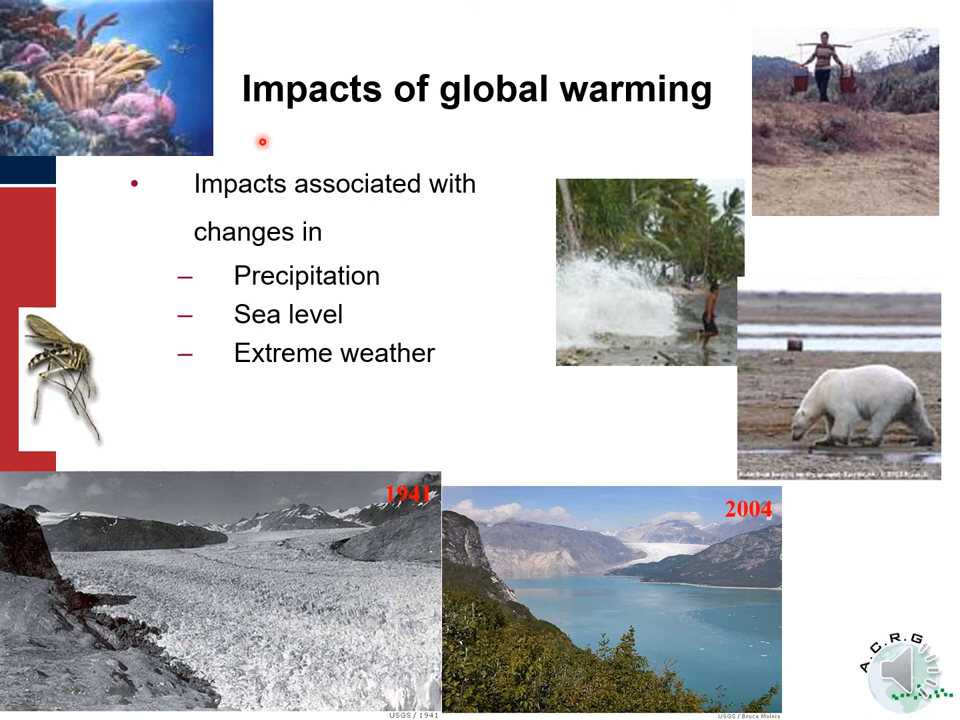 Impacts of global warming
• Impacts associated with
changes in
– Precipitation
– Sea level
– Extreme weather
1941
2004
USGS / 1941
USGS / Bruce Molnia
A.C.R.G